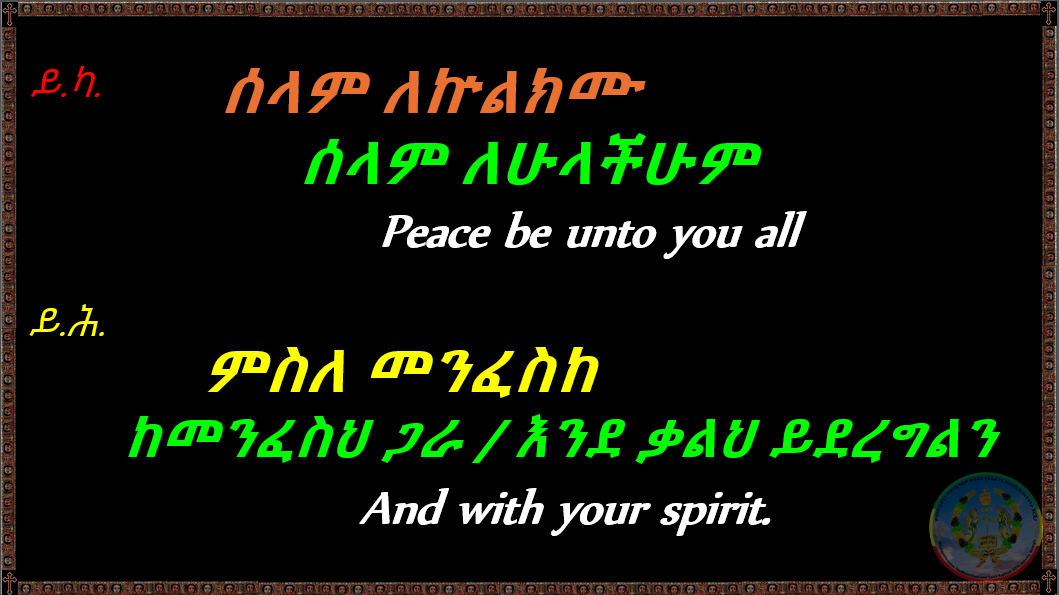 ይ.ካ.
ሰላም ለኵልክሙ
ሰላም ለሁላችሁም
Peace be unto you all
ይ.ሕ.
ምስለ መንፈስከ
ከመንፈስህ ጋራ / እንደ ቃልህ ይደረግልን
And with your spirit.